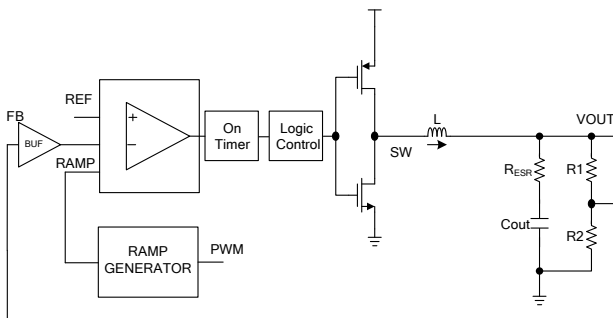 FB
BUF
REF
+
−
RAMP
On
Timer
Logic
Control
SW
L
VOUT
RESR
R1
Cout
R2
RAMP
GENERATOR
PWM